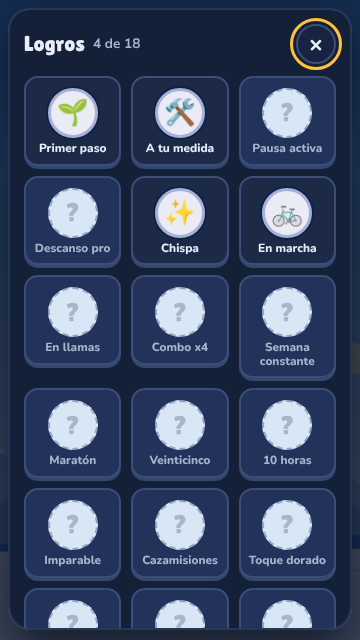 Logros 4 de 18
Primer paso
A tu medida
?
Pausa activa
?
Descanso pro
Chispa
En marcha
?
En llamas
?
Combo x4
?
Semana
constante
?
Maratón
?
Veinticinco
?
10 horas
?
Imparable
?
Cazamisiones
?
Toque dorado
?
?
?